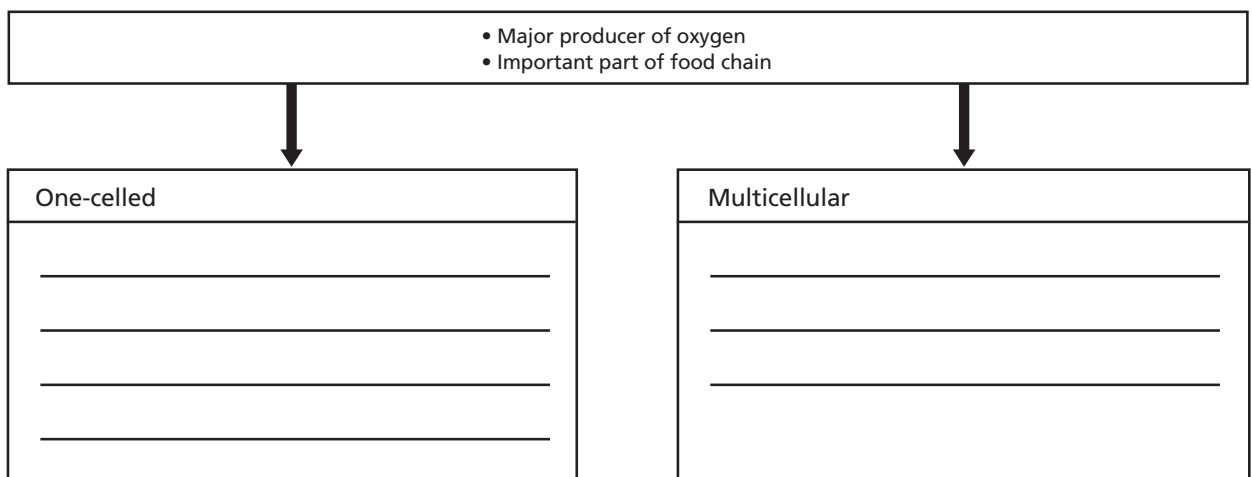 • Major producer of oxygen
• Important part of food chain
One-celled
Multicellular